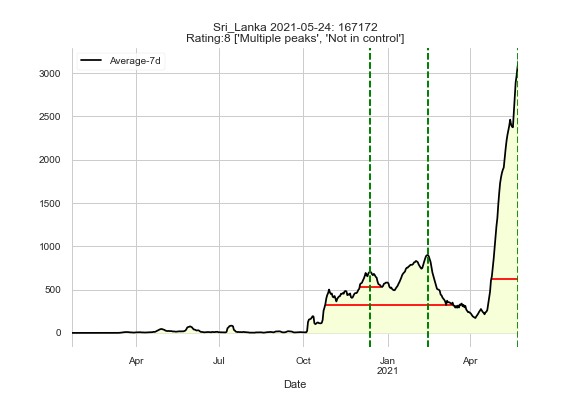 Sri_Lanka 2021-05-24: 167172
Rating:8 ['Multiple peaks', 'Not in control']
Average-7d
3000
2500
2000
1500
1000
500
0
Apr Jul Oct Jan Apr
2021
Date